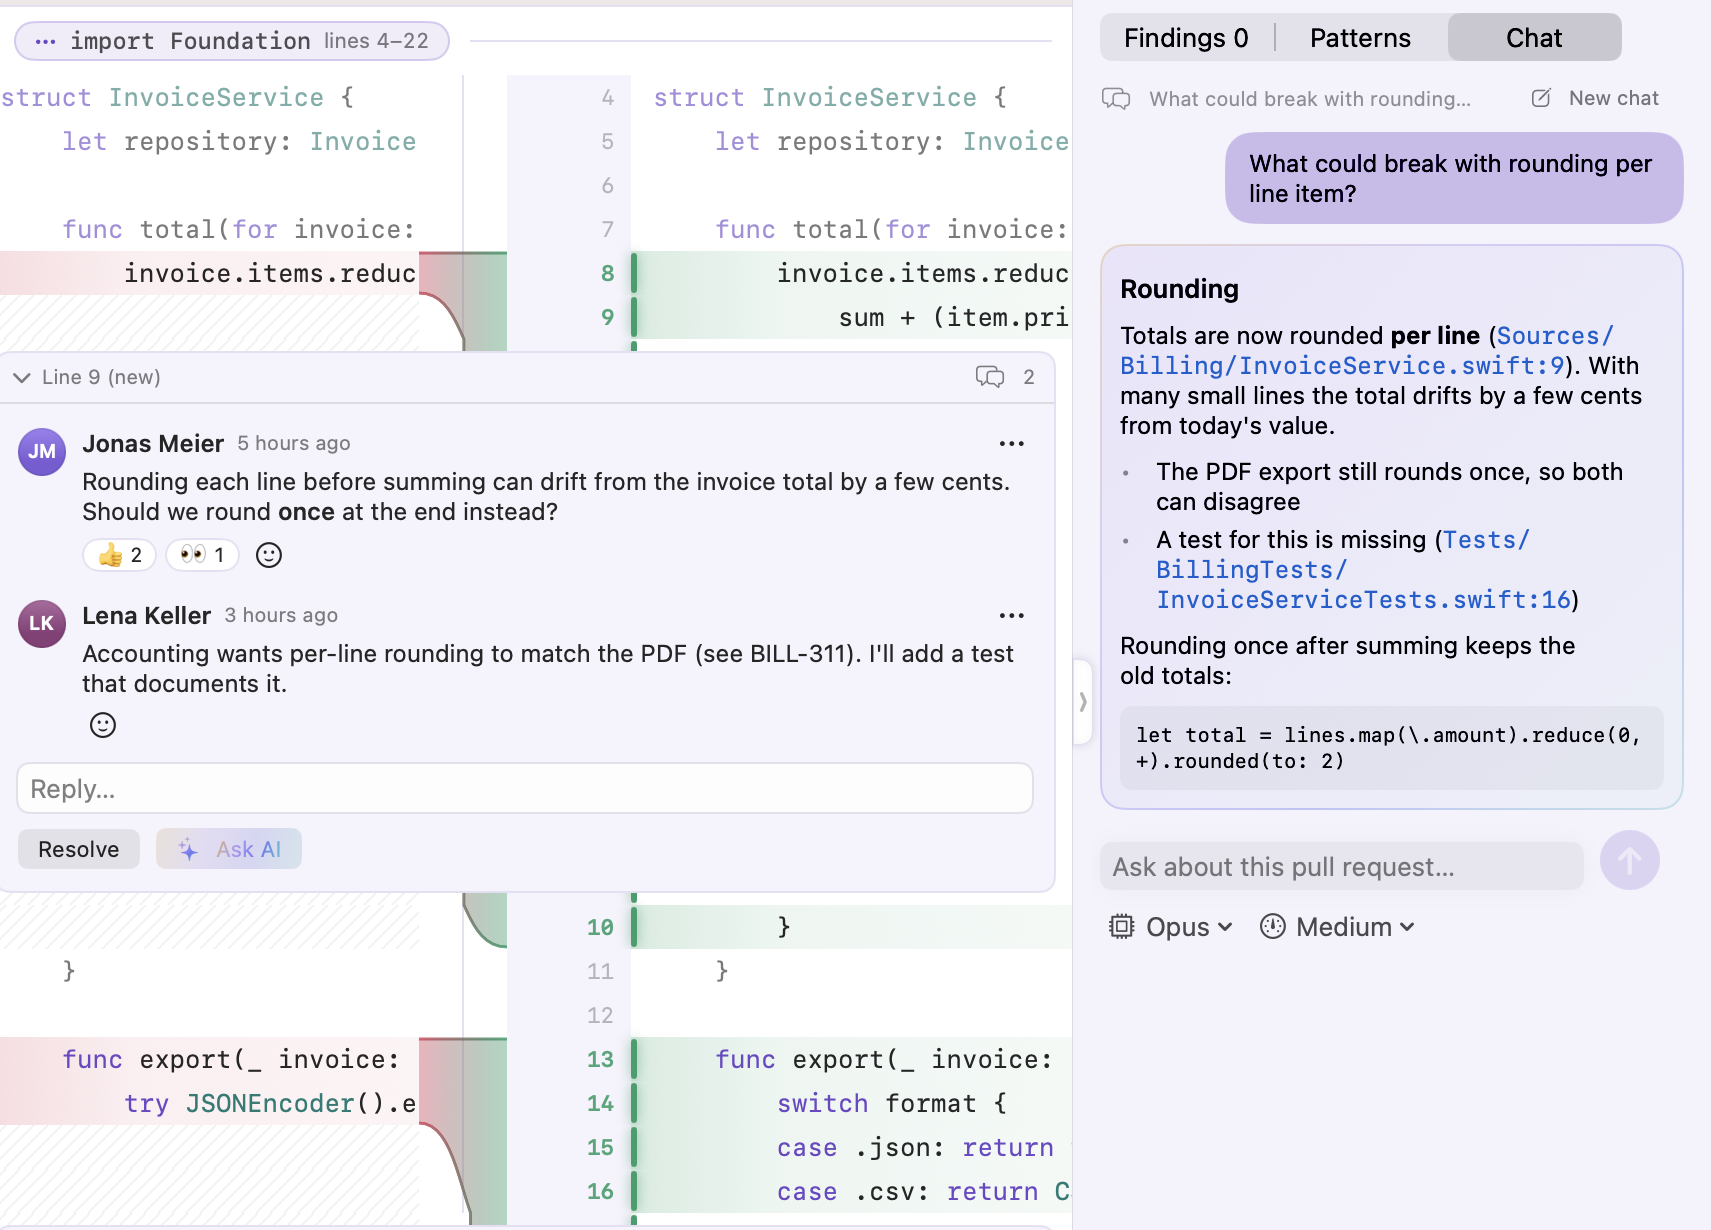 ••• import Foundation lines 4–22
struct InvoiceService {
let repository: Invoice
func total(for invoice:
invoice.items.reduc
4 struct InvoiceService {
5 let repository: Invoice
6
7 func total(for invoice:
8 invoice.items.reduc
9 sum + (item.pri
Line 9 (new) 2
JM Jonas Meier 5 hours ago •••
Rounding each line before summing can drift from the invoice total by a few cents.
Should we round once at the end instead?
👍 2 👀 1
LK Lena Keller 3 hours ago •••
Accounting wants per-line rounding to match the PDF (see BILL-311). I'll add a test
that documents it.
Reply...
Resolve Ask AI
}
func export(_ invoice:
try JSONEncoder().e
10 }
11 }
12
13 func export(_ invoice:
14 switch format {
15 case .json: return
16 case .csv: return C
Findings 0 Patterns Chat
What could break with rounding... New chat
What could break with rounding per
line item?
Rounding
Totals are now rounded per line (Sources/
Billing/InvoiceService.swift:9). With
many small lines the total drifts by a few cents
from today's value.
• The PDF export still rounds once, so both
can disagree
• A test for this is missing (Tests/
BillingTests/
InvoiceServiceTests.swift:16)
Rounding once after summing keeps the
old totals:
let total = lines.map(\.amount).reduce(0,
+).rounded(to: 2)
Ask about this pull request...
Opus Medium